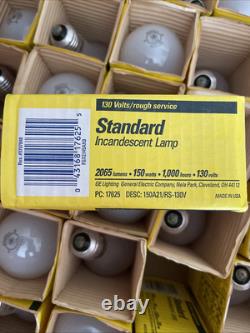 130 Volts/rough service
Standard
Incandescent Lamp
2065 lumens • 150 watts • 1,000 hours • 130 volts
GE Lighting, General Electric Company, Nela Park, Cleveland, OH 44112
PC: 17625 DESC: 150A21/RS-130V
MADE IN USA
0 43168 17625 5